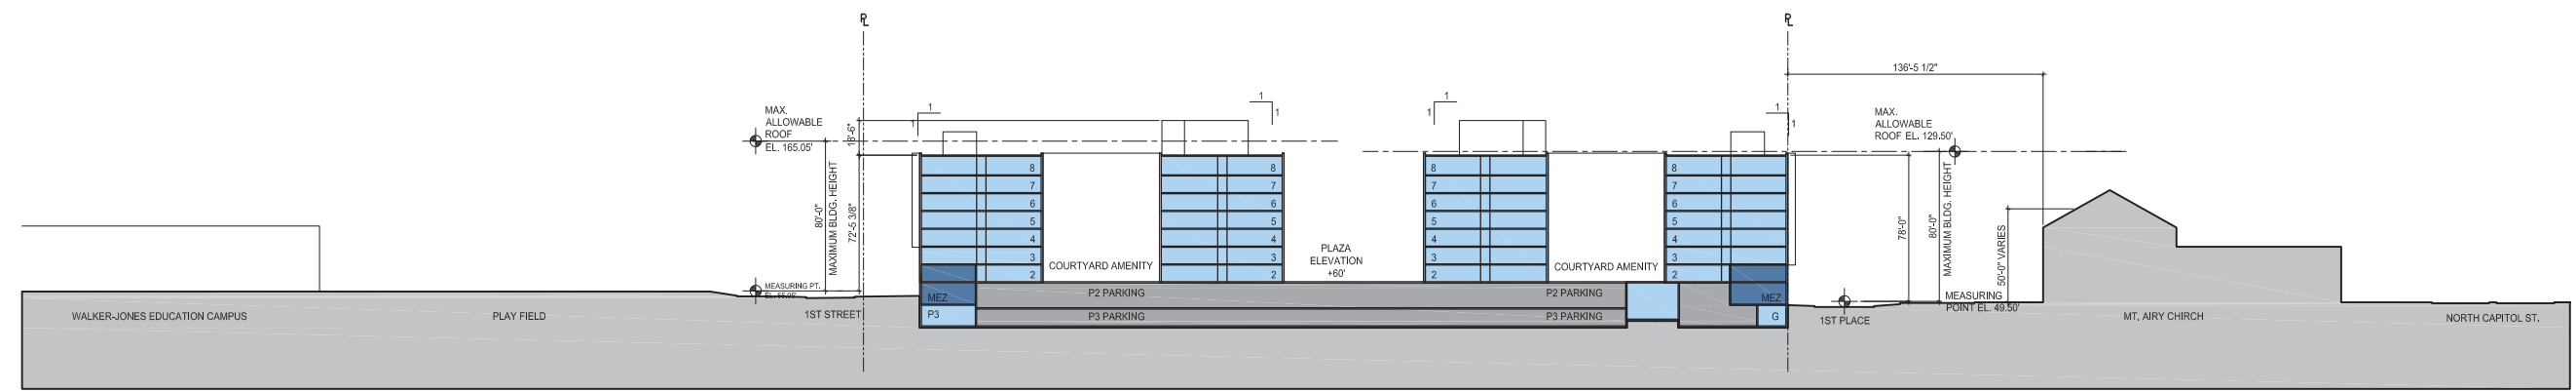 PL
PL
136'-5 1/2"
MAX.
ALLOWABLE
ROOF
EL. 165.05'
18'-6"
1
1
1
1
1
1
1
1
MAX.
ALLOWABLE
ROOF EL. 129.50'
80'-0"
MAXIMUM BLDG. HEIGHT
72'-5 3/8"
8
7
6
5
4
3
2
8
7
6
5
4
3
2
8
7
6
5
4
3
2
8
7
6
5
4
3
2
COURTYARD AMENITY
PLAZA
ELEVATION
+60'
COURTYARD AMENITY
78'-0"
80'-0"
MAXIMUM BLDG. HEIGHT
50'-0" VARIES
MEASURING PT.
MEZ
P2 PARKING
P2 PARKING
MEZ
MEASURING
POINT EL. 49.50'
WALKER-JONES EDUCATION CAMPUS
PLAY FIELD
1ST STREET
P3
P3 PARKING
P3 PARKING
G
1ST PLACE
MT, AIRY CHIRCH
NORTH CAPITOL ST.